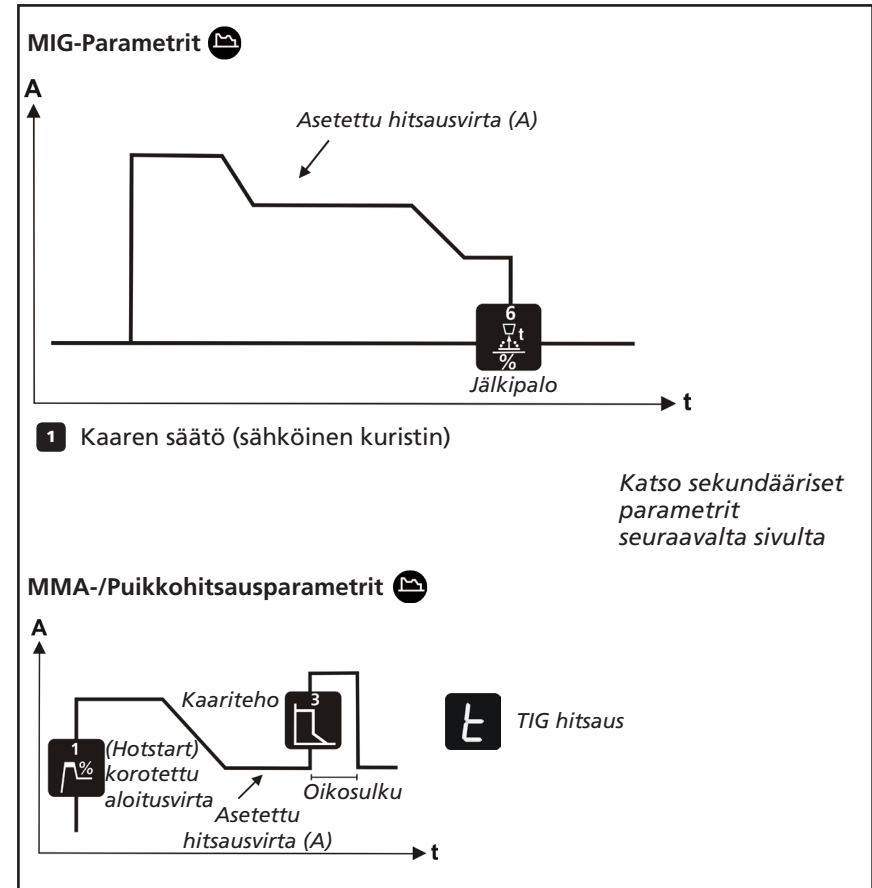 MIG-Parametrit
A
Asetettu hitsausvirta (A)
6
t
%
Jälkipalo
t
1 Kaaren säätö (sähköinen kuristin)
Katso sekundääriset
parametrit
seuraavalta sivulta
MMA-/Puikkohitsausparametrit
A
Kaariteho
3
t TIG hitsaus
1
%
(Hotstart)
korotettu
aloitusvirta
Oikosulku
Asetettu
hitsausvirta (A)
t